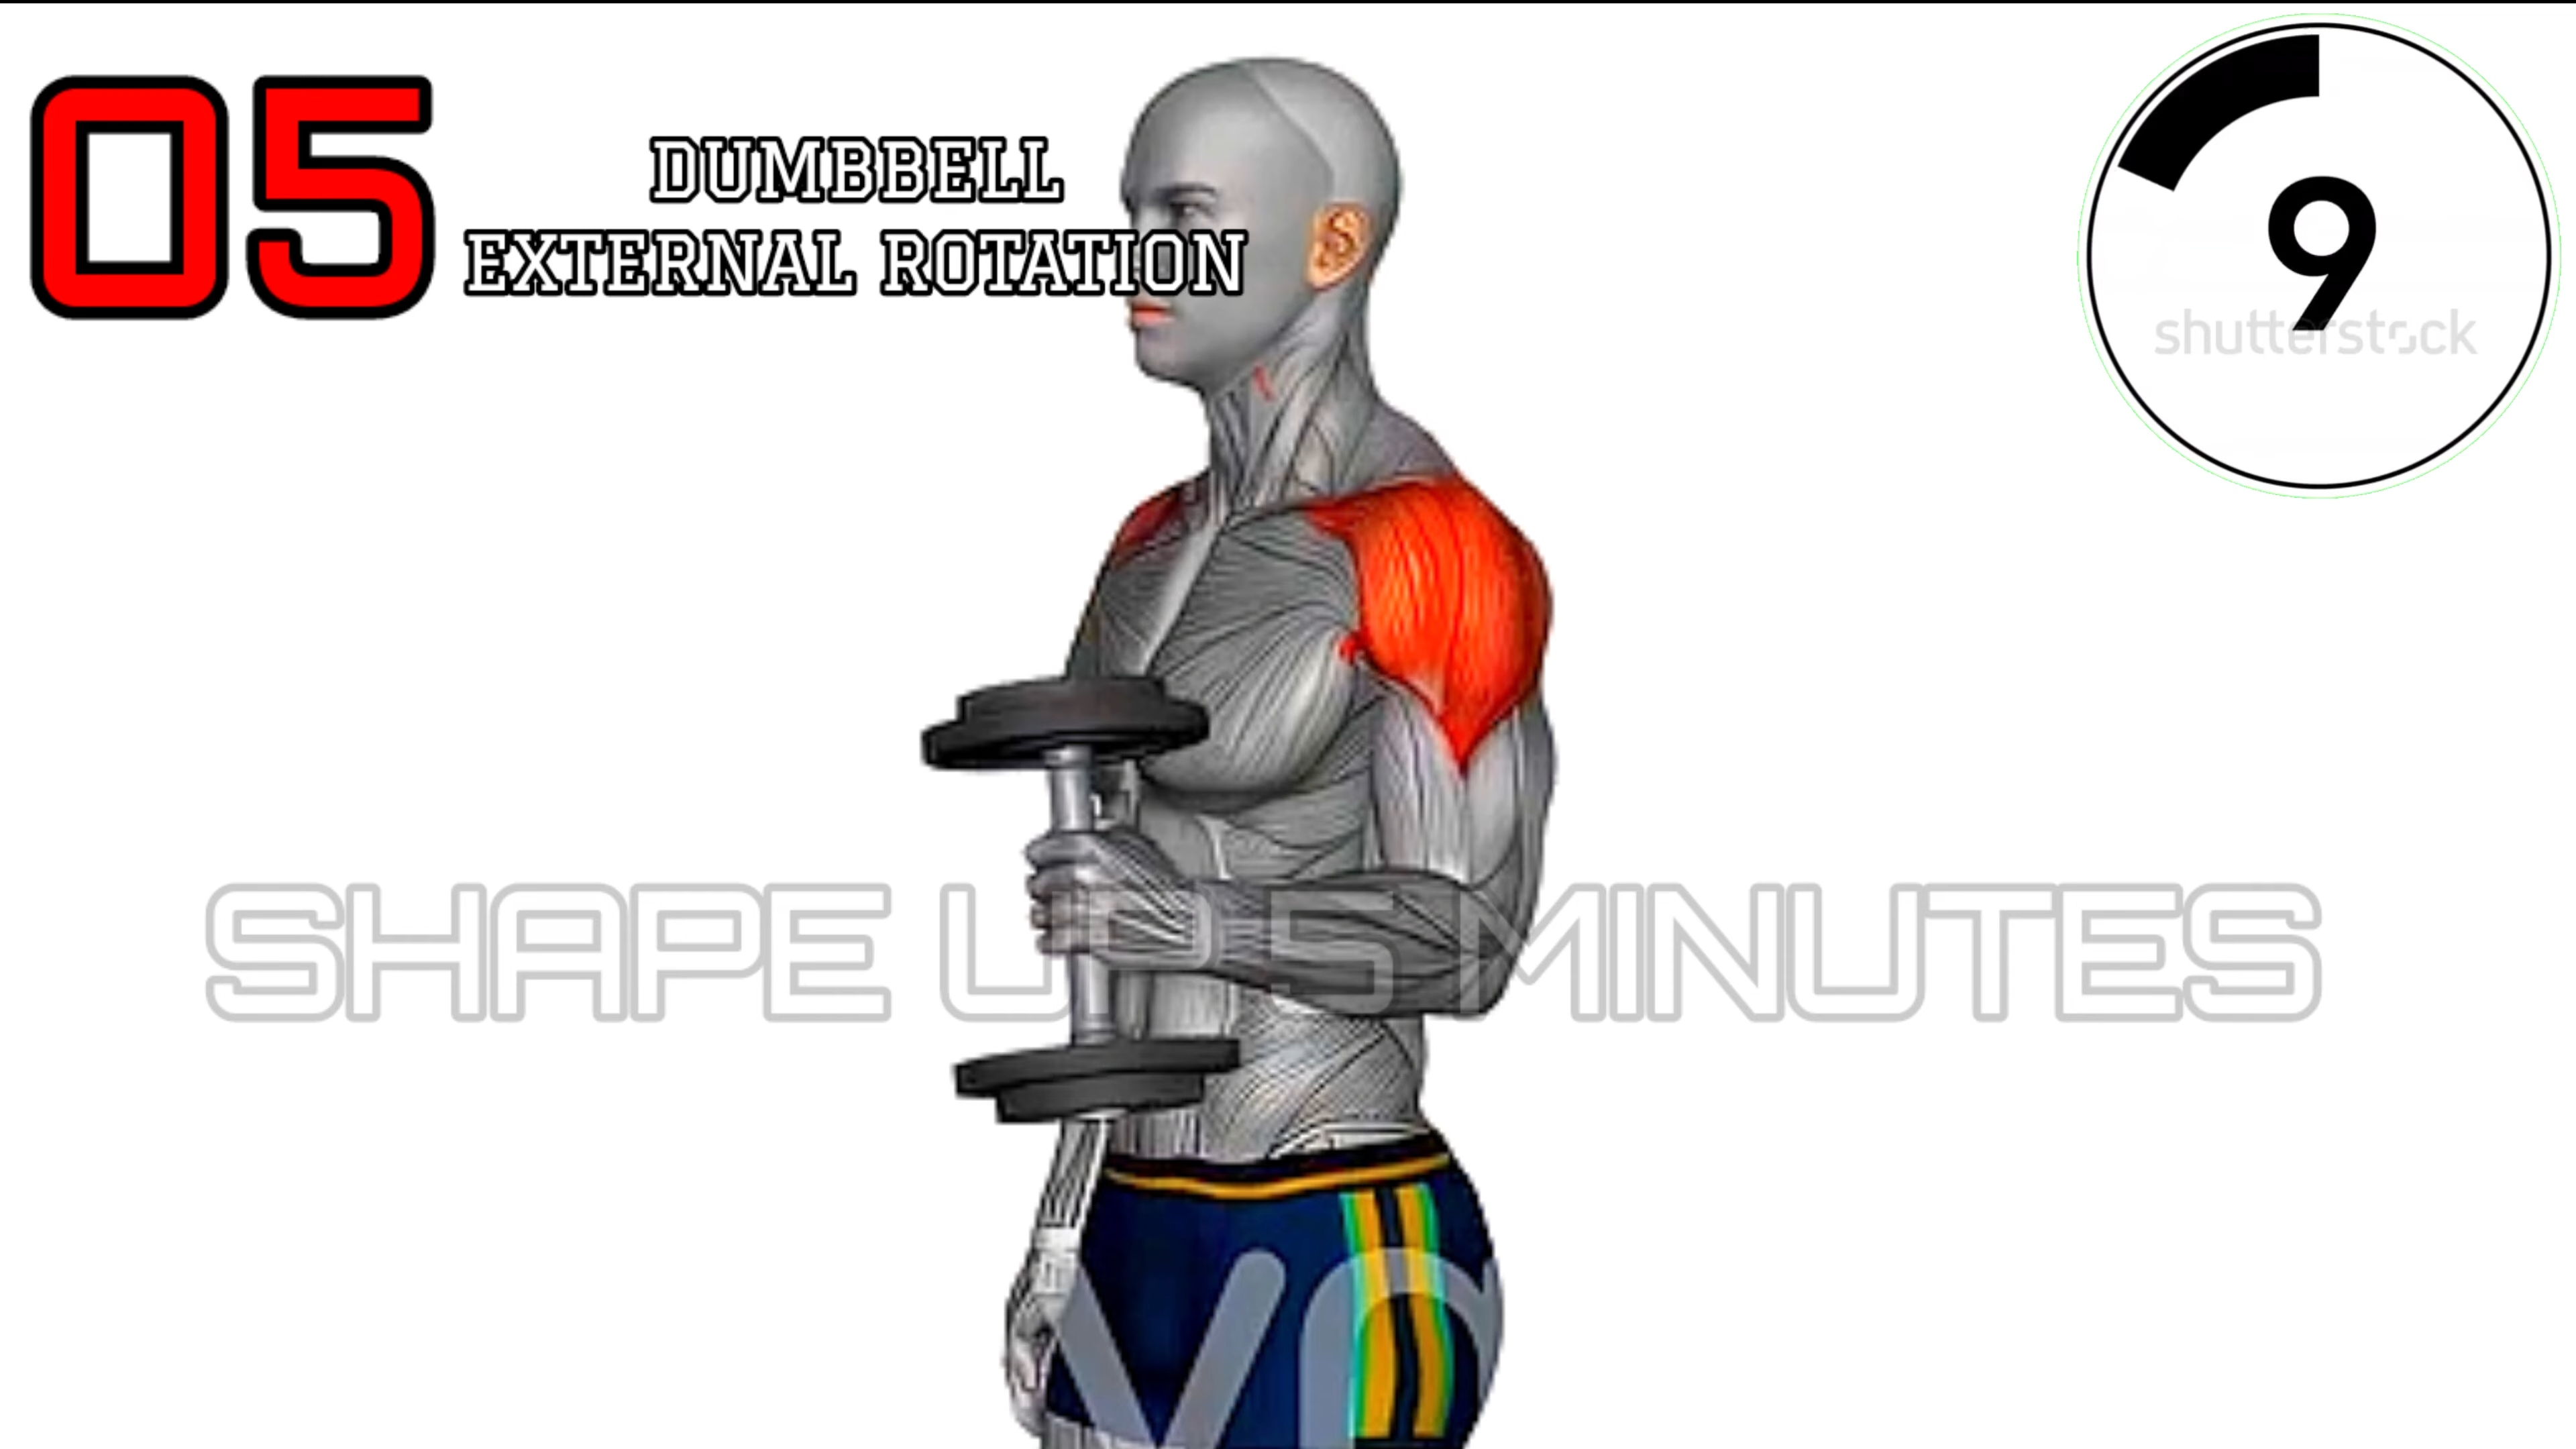 05
DUMBBELL
EXTERNAL ROTATION
9
shutterstock
SHAPE UP 5 MINUTES